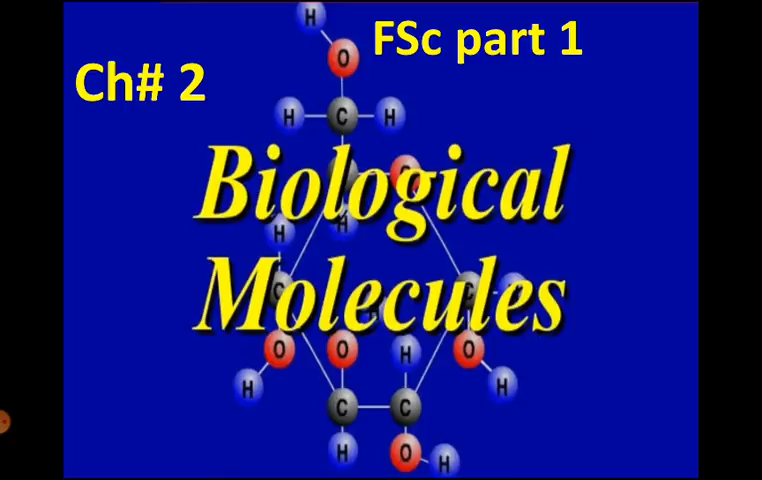 FSc part 1
Ch# 2
Biological
Molecules
H
O
H C H
H
H
C
C
O O H O
H H
C C
H O H